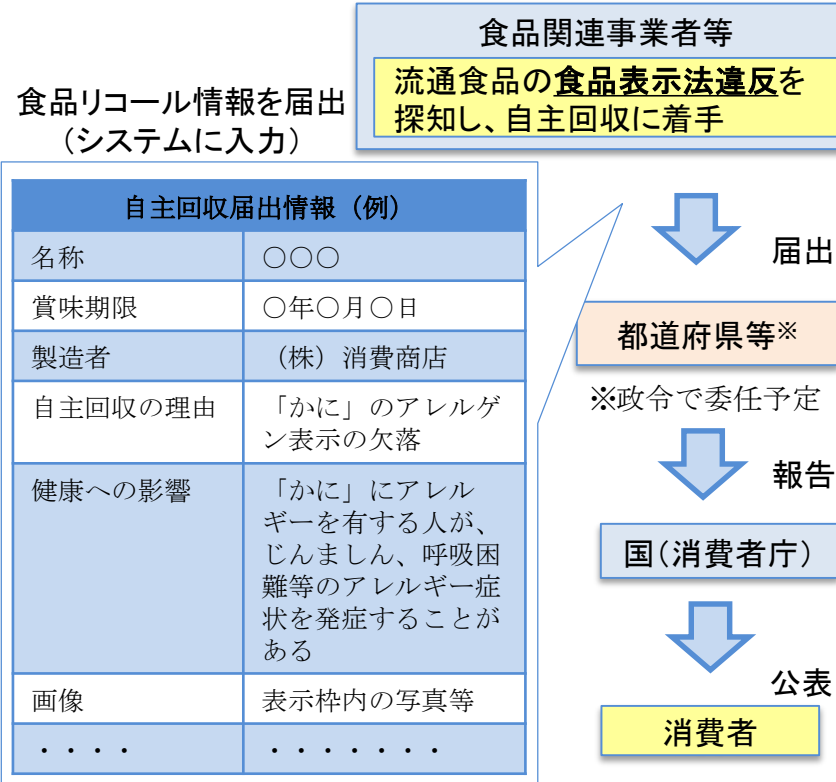 食品関連事業者等
流通食品の食品表示法違反を
探知し、自主回収に着手
食品リコール情報を届出
(システムに入力)
自主回収届出情報（例）
名称 〇〇〇
賞味期限 〇年〇月〇日
製造者 （株）消費商店
自主回収の理由 「かに」のアレルゲ
ン表示の欠落
健康への影響 「かに」にアレル
ギーを有する人が、
じんましん、呼吸困
難等のアレルギー症
状を発症することが
ある
画像 表示枠内の写真等
・・・・ ・・・・・・・
届出
都道府県等※
※政令で委任予定
報告
国(消費者庁)
公表
消費者